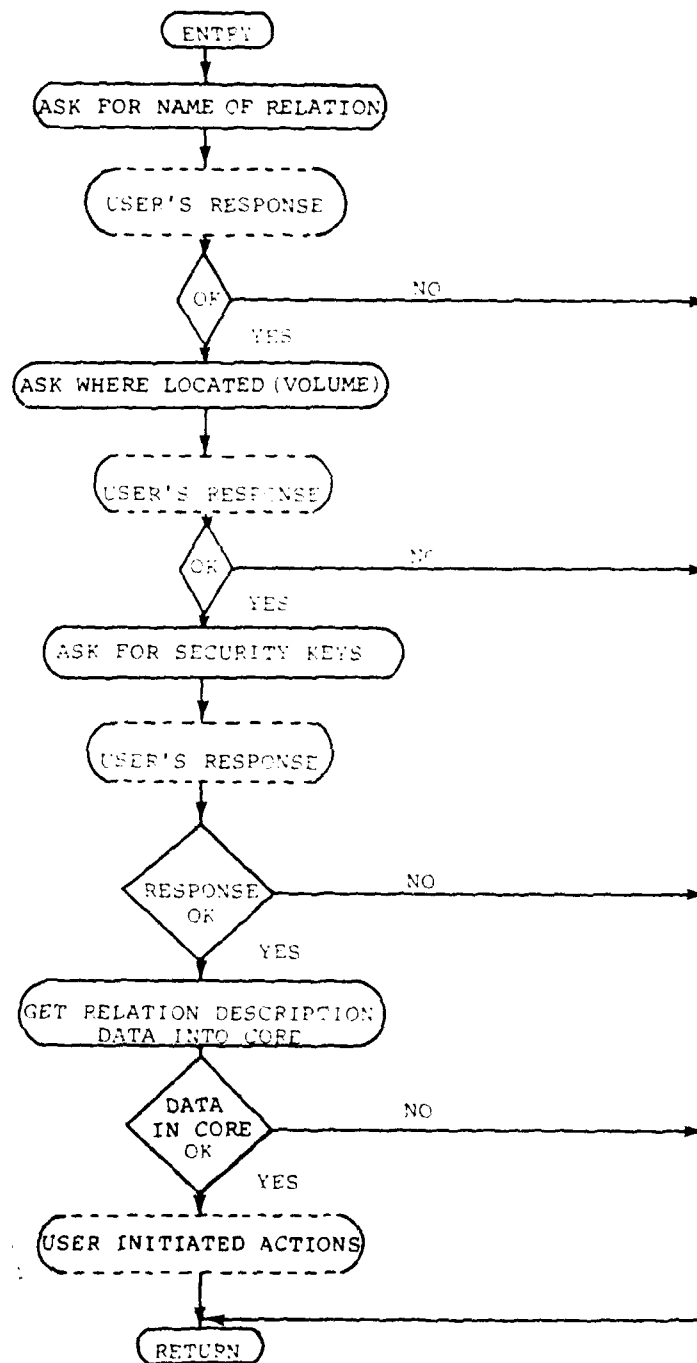 ENTRY
ASK FOR NAME OF RELATION
USER'S RESPONSE
OK
NO
YES
ASK WHERE LOCATED (VOLUME)
USER'S RESPONSE
OK
NO
YES
ASK FOR SECURITY KEYS
USER'S RESPONSE
RESPONSE
OK
NO
YES
GET RELATION DESCRIPTION
DATA INTO CORE
DATA
IN CORE
OK
NO
YES
USER INITIATED ACTIONS
RETURN